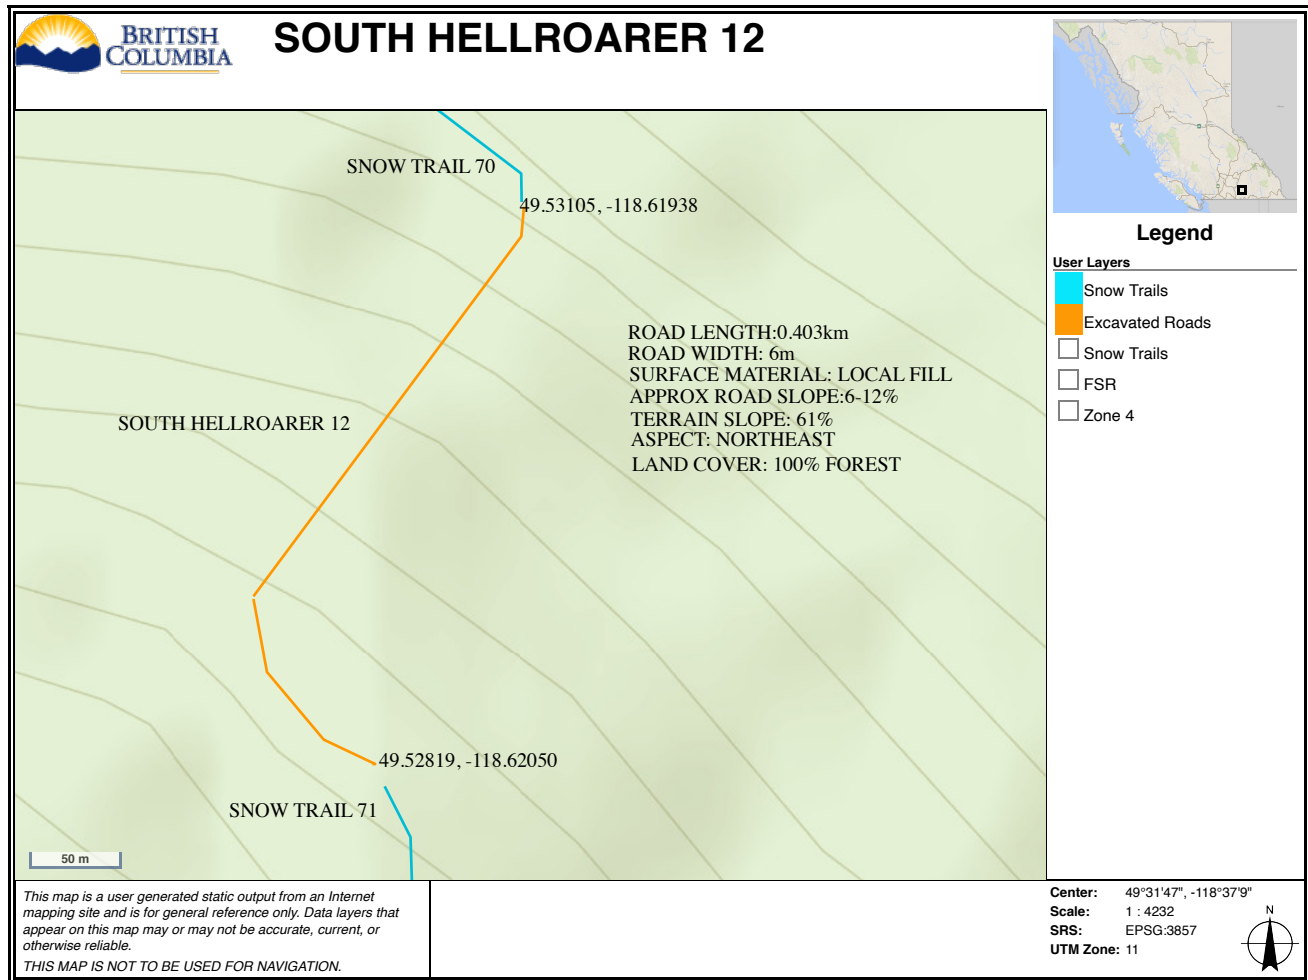 BRITISH
COLUMBIA
SOUTH HELLROARER 12
SNOW TRAIL 70
49.53105, -118.61938
ROAD LENGTH:0.403km
ROAD WIDTH: 6m
SURFACE MATERIAL: LOCAL FILL
APPROX ROAD SLOPE:6-12%
TERRAIN SLOPE: 61%
ASPECT: NORTHEAST
LAND COVER: 100% FOREST
SOUTH HELLROARER 12
49.52819, -118.62050
SNOW TRAIL 71
50 m
Legend
User Layers
Snow Trails
Excavated Roads
Snow Trails
FSR
Zone 4
This map is a user generated static output from an Internet
mapping site and is for general reference only. Data layers that
appear on this map may or may not be accurate, current, or
otherwise reliable.
THIS MAP IS NOT TO BE USED FOR NAVIGATION.
Center: 49°31'47", -118°37'9"
Scale: 1 : 4232
SRS: EPSG:3857
UTM Zone: 11
N